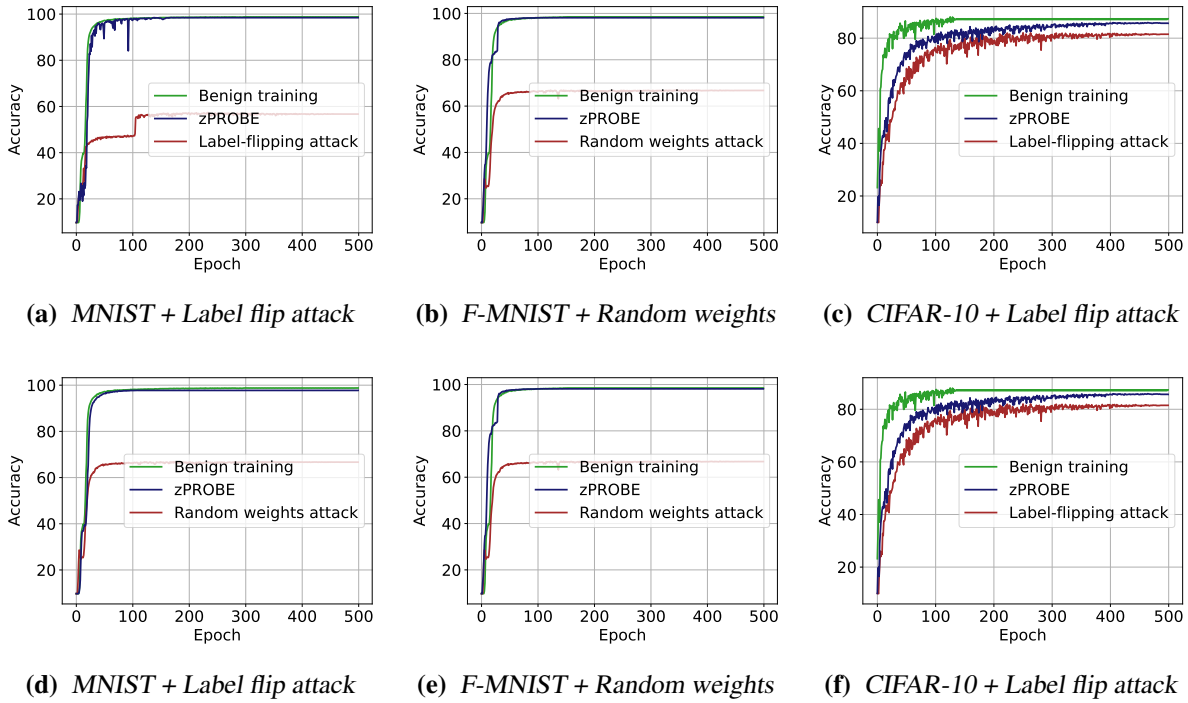 100
80
60
40
20
Accuracy
0 100 200 300 400 500
Epoch
Benign training
zPROBE
Label-flipping attack
(a) MNIST + Label flip attack
100
80
60
40
20
Accuracy
0 100 200 300 400 500
Epoch
Benign training
zPROBE
Random weights attack
(b) F-MNIST + Random weights
80
60
40
20
Accuracy
0 100 200 300 400 500
Epoch
Benign training
zPROBE
Label-flipping attack
(c) CIFAR-10 + Label flip attack
100
80
60
40
20
Accuracy
0 100 200 300 400 500
Epoch
Benign training
zPROBE
Random weights attack
(d) MNIST + Label flip attack
100
80
60
40
20
Accuracy
0 100 200 300 400 500
Epoch
Benign training
zPROBE
Random weights attack
(e) F-MNIST + Random weights
80
60
40
20
Accuracy
0 100 200 300 400 500
Epoch
Benign training
zPROBE
Label-flipping attack
(f) CIFAR-10 + Label flip attack